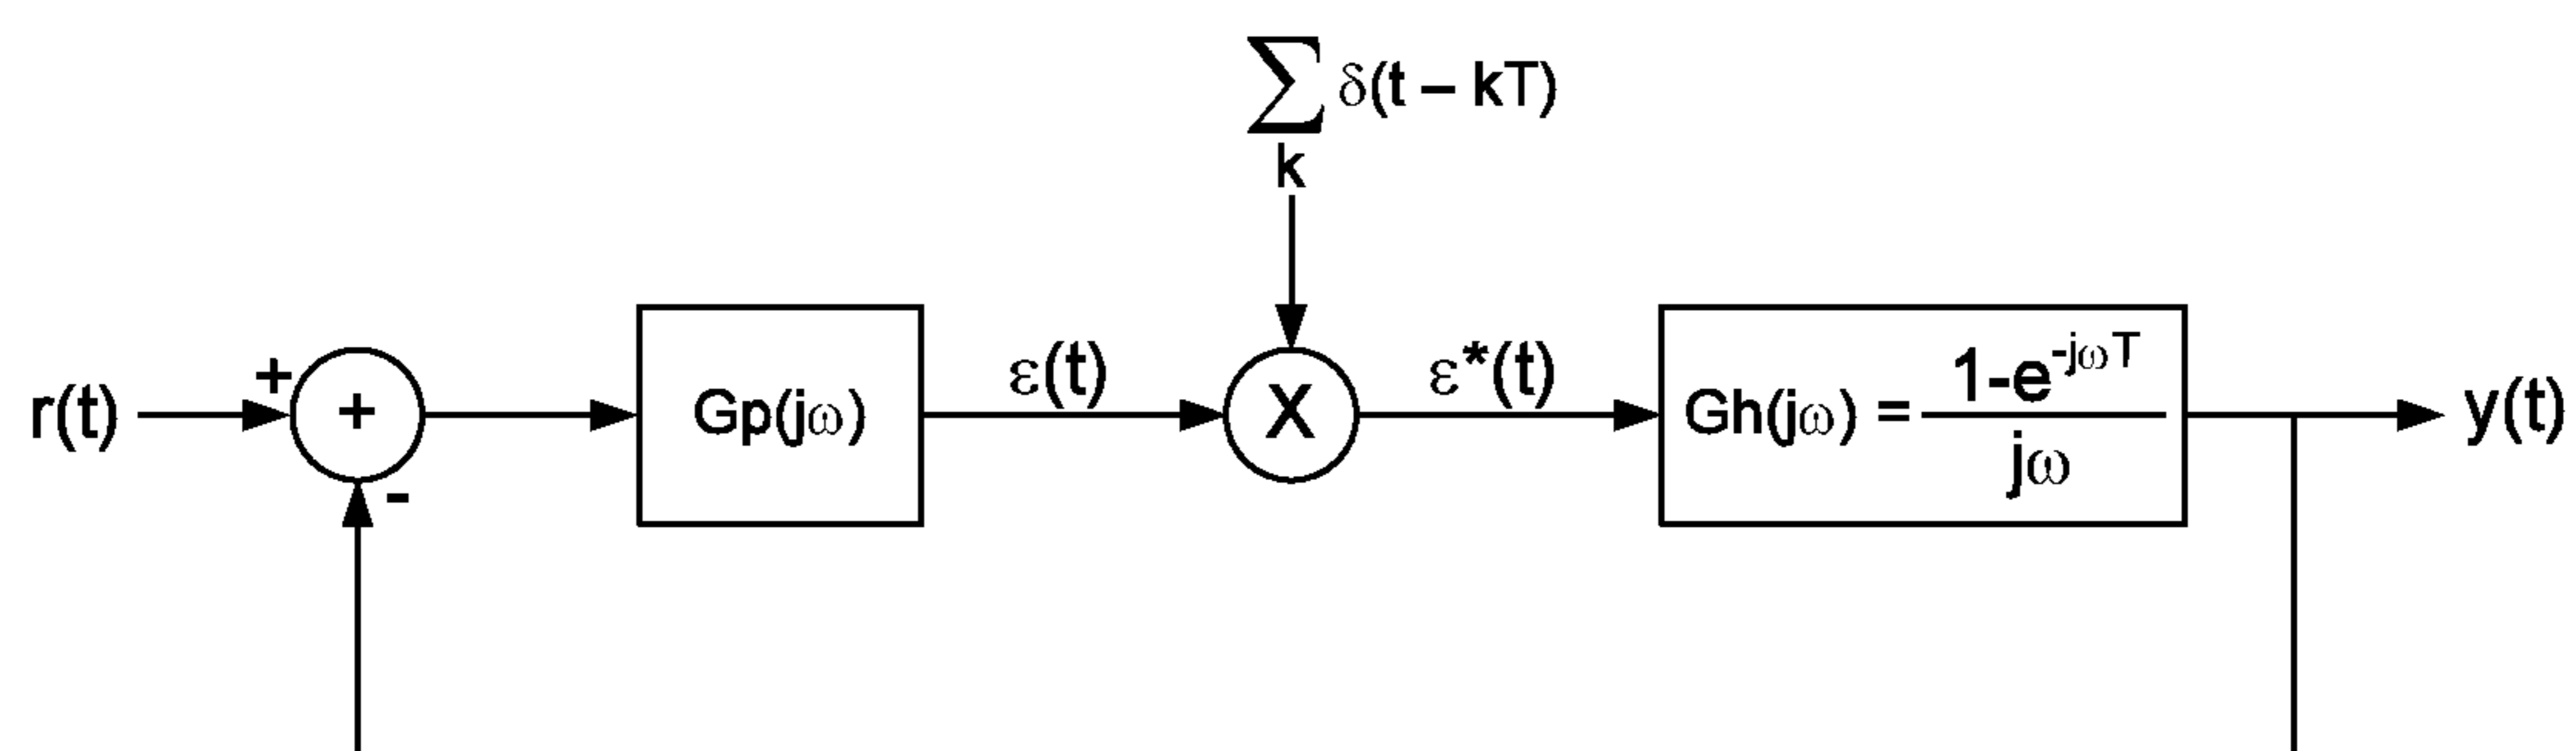 ∑ δ(t – kT)
k
r(t)
+
+
-
Gp(jω)
ε(t)
X
ε*(t)
Gh(jω) = 1-e^-jωT
jω
y(t)